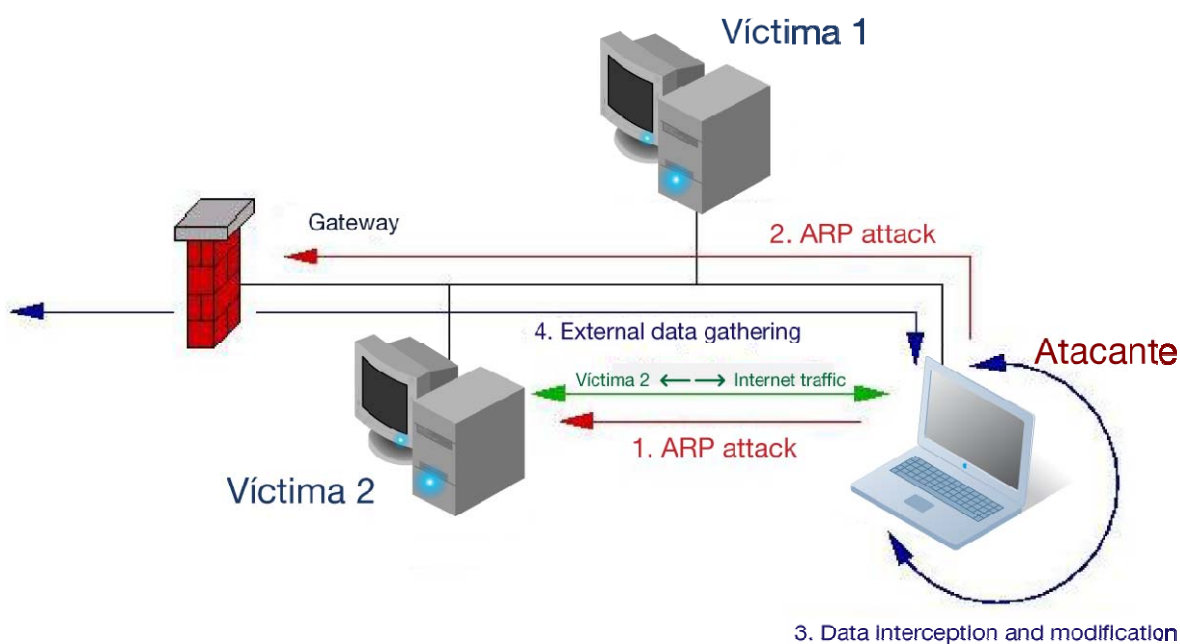 Víctima 1
Gateway
2. ARP attack
4. External data gathering
Atacante
Víctima 2 ←→ Internet traffic
1. ARP attack
Víctima 2
3. Data interception and modification